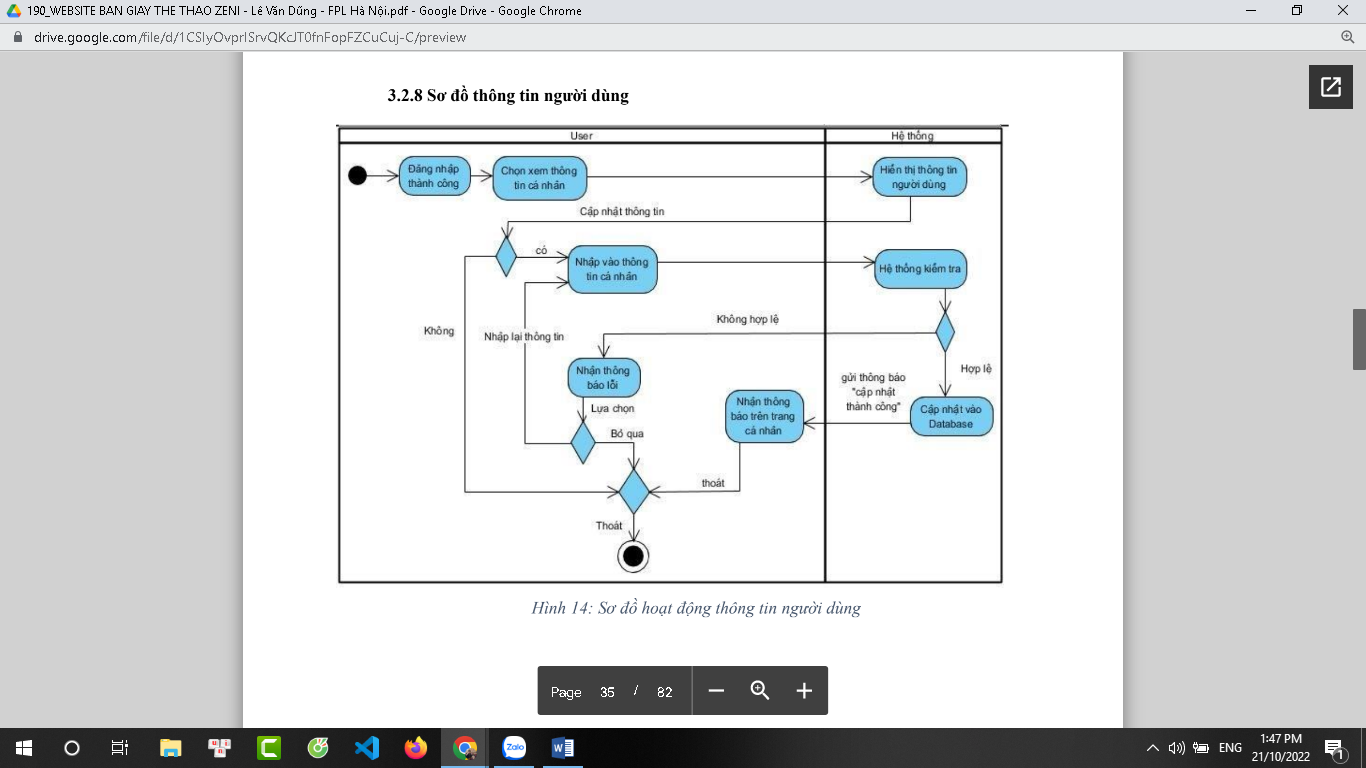 190_WEBSITE BAN GIAY THE THAO ZENI - Lê Văn Dũng - FPL Hà Nội.pdf - Google Drive - Google Chrome
drive.google.com/file/d/1CSIyOvprISrvQKcJT0fnFopFZCuCuj-C/preview
3.2.8 Sơ đồ thông tin người dùng
User
Hệ thống
Đăng nhập
thành công
Chọn xem thông
tin cá nhân
Hiển thị thông tin
người dùng
Cập nhật thông tin
có
Nhập vào thông
tin cá nhân
Hệ thống kiểm tra
Không
Nhập lại thông tin
Không hợp lệ
Hợp lệ
Nhận thông
báo lỗi
gửi thông báo
"cập nhật
thành công"
Lựa chọn
Nhận thông
báo trên trang
cá nhân
Cập nhật vào
Database
Bỏ qua
thoát
Thoát
Hình 14: Sơ đồ hoạt động thông tin người dùng
Page 35 / 82
Zalo
ENG
1:47 PM
21/10/2022
1